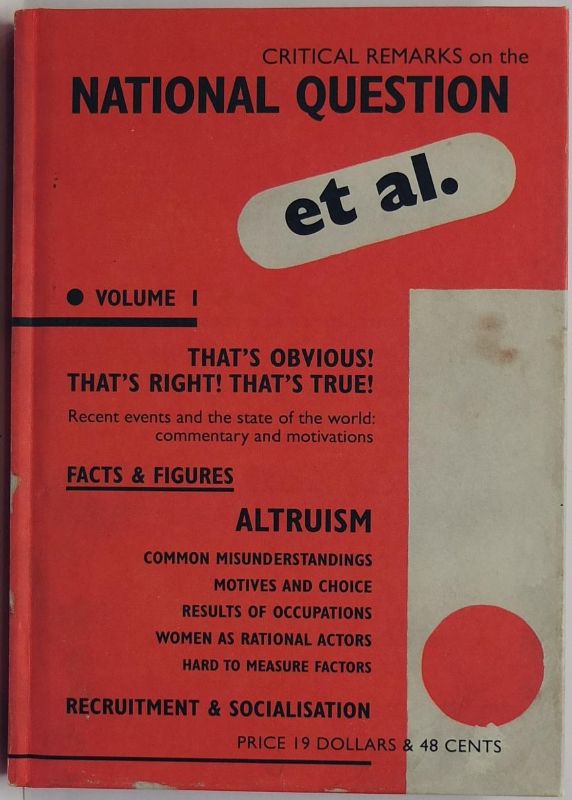 CRITICAL REMARKS on the
NATIONAL QUESTION
et al.
VOLUME I
THAT'S OBVIOUS!
THAT'S RIGHT! THAT'S TRUE!
Recent events and the state of the world:
commentary and motivations
FACTS & FIGURES
ALTRUISM
COMMON MISUNDERSTANDINGS
MOTIVES AND CHOICE
RESULTS OF OCCUPATIONS
WOMEN AS RATIONAL ACTORS
HARD TO MEASURE FACTORS
RECRUITMENT & SOCIALISATION
PRICE 19 DOLLARS & 48 CENTS